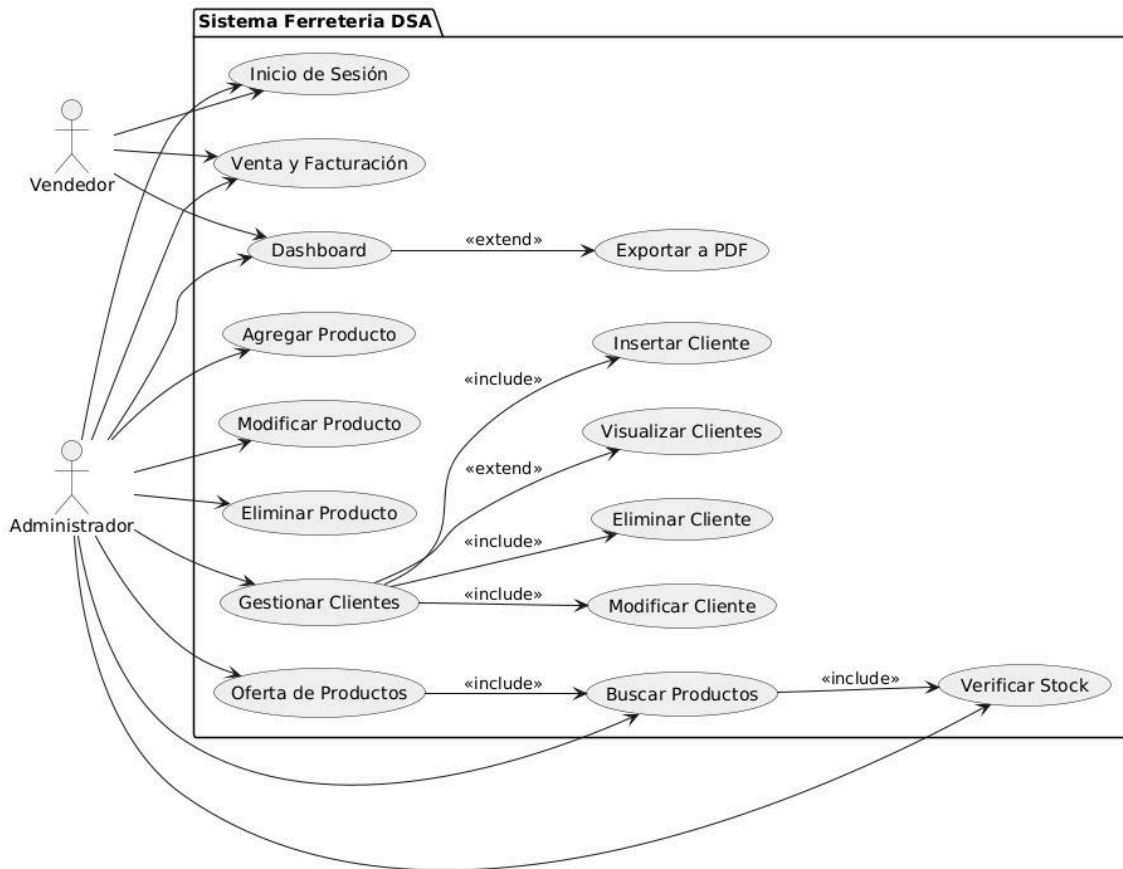 Sistema Ferreteria DSA
Inicio de Sesión
Vendedor
Venta y Facturación
Dashboard
«extend»
Exportar a PDF
Agregar Producto
Insertar Cliente
«include»
Modificar Producto
Visualizar Clientes
«extend»
Administrador
Eliminar Producto
Eliminar Cliente
«include»
Gestionar Clientes
«include»
Modificar Cliente
Oferta de Productos
«include»
Buscar Productos
«include»
Verificar Stock